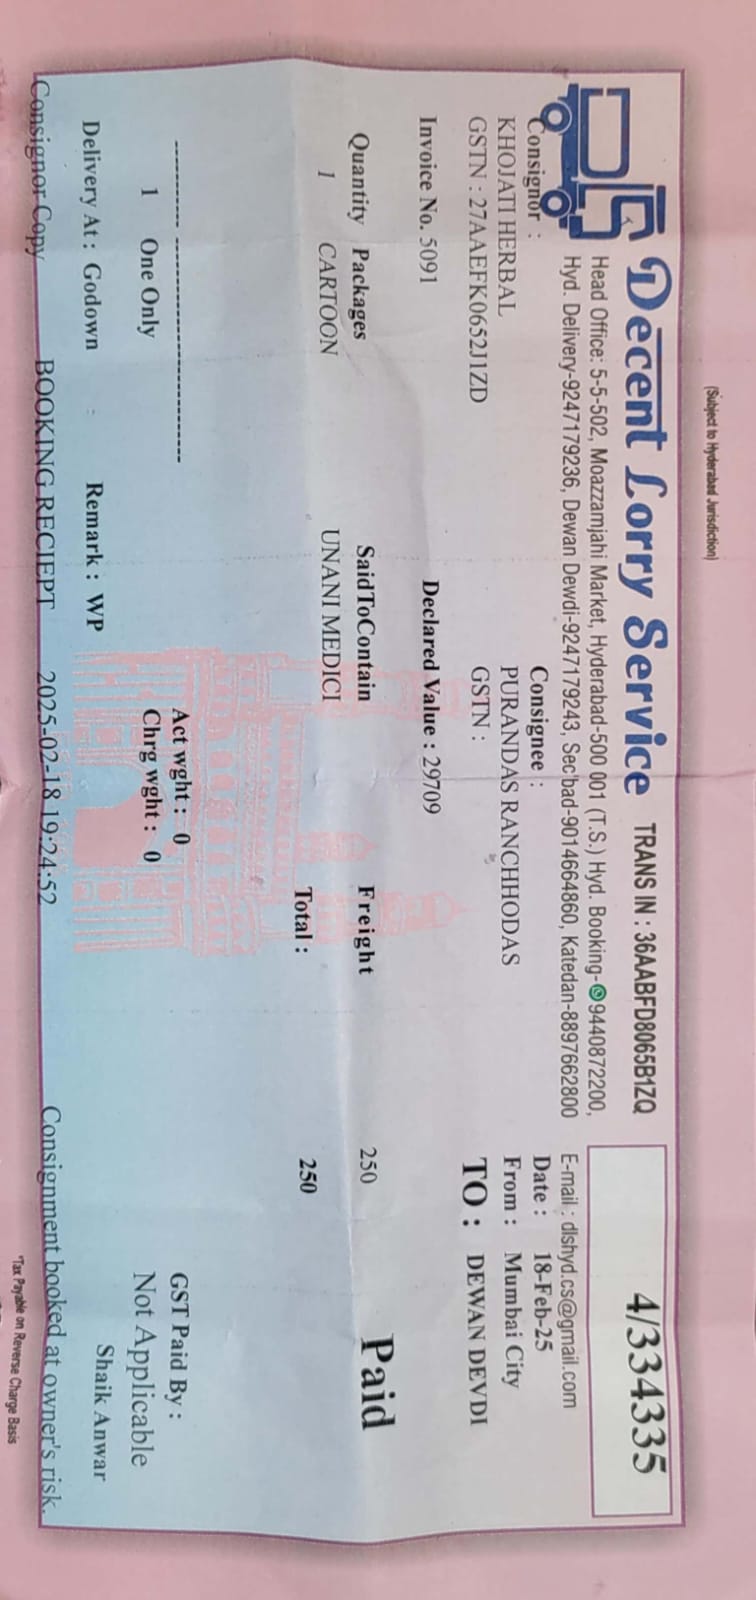 (Subject to Hyderabad Jurisdiction)
Decent Lorry Service TRANS IN : 36AABFD8065B1ZQ
4/334335
Head Office: 5-5-502, Moazzamjahi Market, Hyderabad-500 001 (T.S.) Hyd. Booking-9440872200,
Hyd. Delivery-9247179236, Dewan Dewdi-9247179243, Sec'bad-9014664860, Katedan-8897662800
E-mail : dlshyd.cs@gmail.com
Consignor : Consignee : Date : 18-Feb-25
KHOJATI HERBAL PURANDAS RANCHHODAS From : Mumbai City
GSTN : 27AAEFK0652J1ZD GSTN : TO : DEWAN DEVDI
Invoice No. 5091 Declared Value : 29709
Quantity Packages SaidToContain Freight 250 Paid
1 CARTOON UNANI MEDICI
Total : 250
Act wght : 0 GST Paid By :
1 One Only Chrg wght : 0 Not Applicable
Delivery At : Godown : Remark : WP Shaik Anwar
Consignor Copy BOOKING RECIEPT 2025-02-18 19:24:52 Consignment booked at owner's risk.
*Tax Payable on Reverse Charge Basis